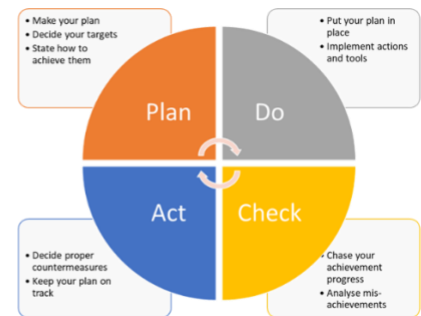 • Make your plan
• Decide your targets
• State how to
achieve them
• Put your plan in
place
• Implement actions
and tools
Plan
Do
Act
Check
• Decide proper
countermeasures
• Keep your plan on
track
• Chase your
achievement
progress
• Analyse mis-
achievements